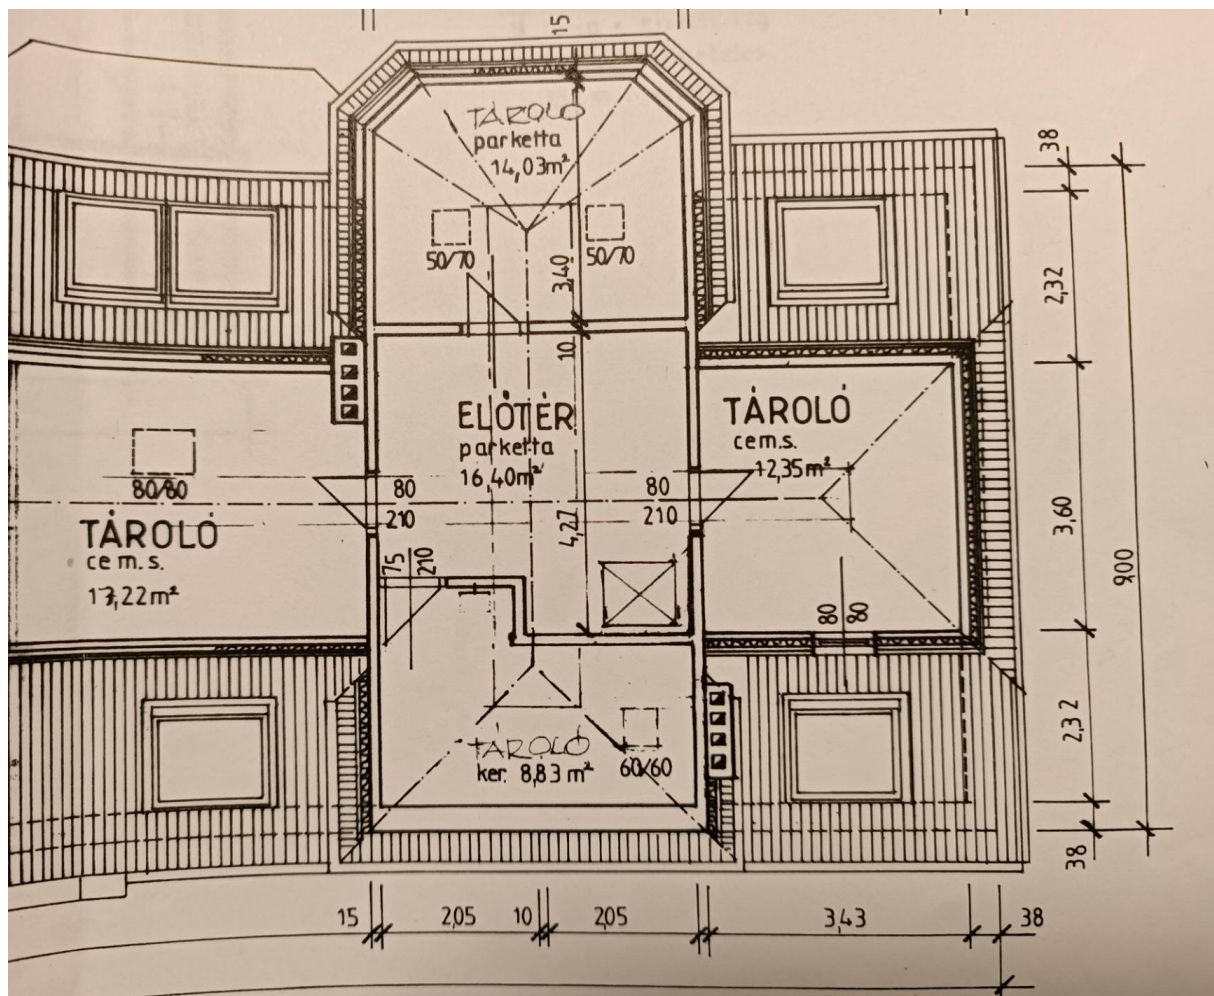 15
TÁROLÓ
parketta
14,03m²
38
50/70
50/70
3,40
2,32
10
ELŐTÉR
parketta
16,40m²
TÁROLÓ
cem.s.
12,35m²
80/80
80
210
80
210
TÁROLÓ
cem.s.
17,22m²
4,27
3,60
9,00
75
210
80
80
TÁROLÓ
ker. 8,83 m²
60/60
2,32
38
15
2,05
10
2,05
3,43
38